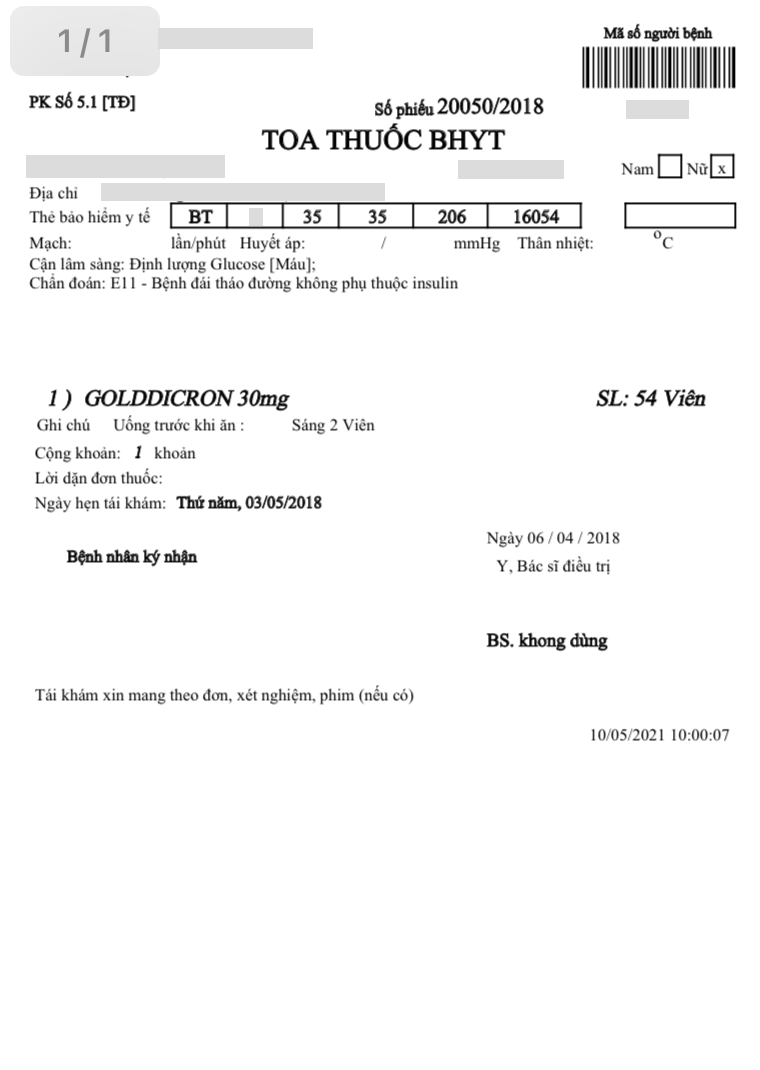 1/1
Mã số người bệnh
PK Số 5.1 [TĐ]
Số phiếu 20050/2018
TOA THUỐC BHYT
Nam Nữ x
Địa chỉ
Thẻ bảo hiểm y tế BT 35 35 206 16054
Mạch: lần/phút Huyết áp: / mmHg Thân nhiệt: °C
Cận lâm sàng: Định lượng Glucose [Máu];
Chẩn đoán: E11 - Bệnh đái tháo đường không phụ thuộc insulin
1 ) GOLDDICRON 30mg SL: 54 Viên
Ghi chú Uống trước khi ăn : Sáng 2 Viên
Cộng khoản: 1 khoản
Lời dặn đơn thuốc:
Ngày hẹn tái khám: Thứ năm, 03/05/2018
Ngày 06 / 04 / 2018
Bệnh nhân ký nhận
Y, Bác sĩ điều trị
BS. khong dùng
Tái khám xin mang theo đơn, xét nghiệm, phim (nếu có)
10/05/2021 10:00:07